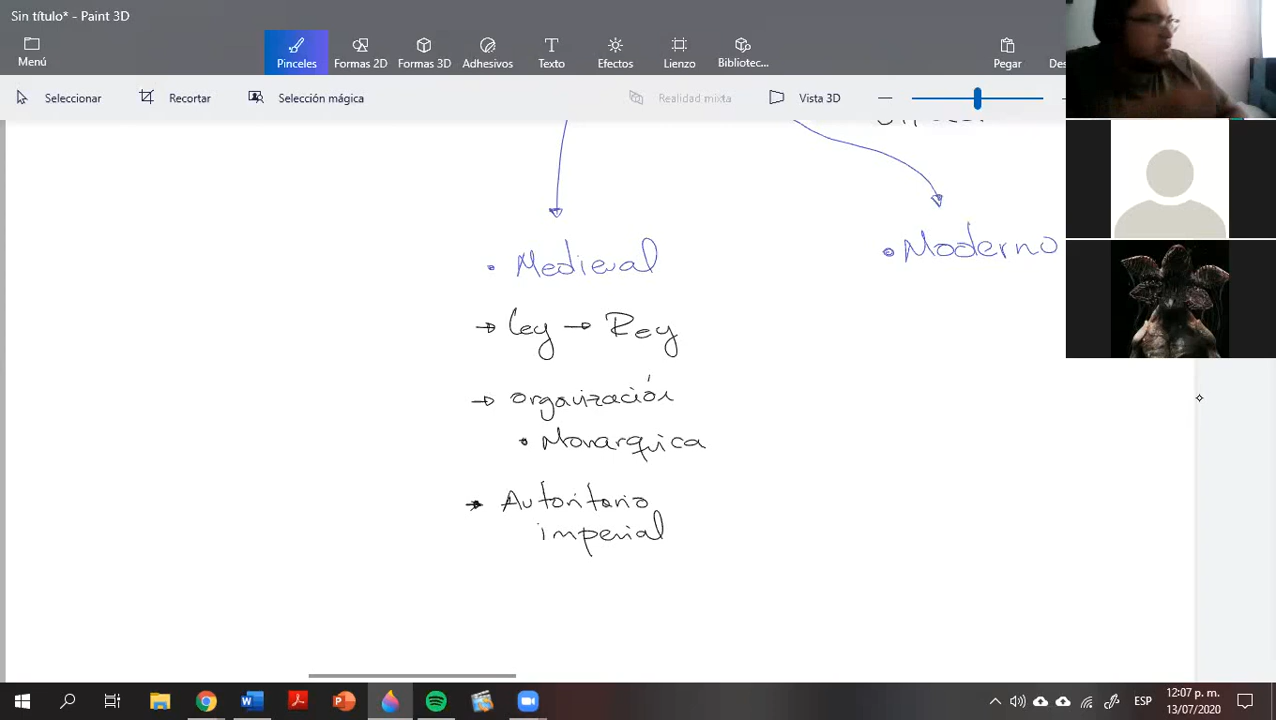 Sin título* - Paint 3D
Menú
Pinceles
Formas 2D
Formas 3D
Adhesivos
Texto
Efectos
Lienzo
Bibliotec...
Pegar
Seleccionar
Recortar
Selección mágica
Realidad mixta
Vista 3D
• Medieval
• Moderno
→ Ley → Rey
→ organización
• Monarquica
→ Autoritario
imperial
ESP
12:07 p. m.
13/07/2020